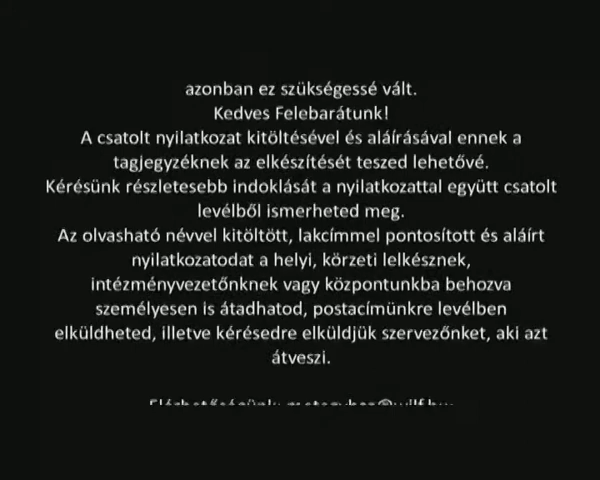 azonban ez szükségessé vált.
Kedves Felebarátunk!
A csatolt nyilatkozat kitöltésével és aláírásával ennek a
tagjegyzéknek az elkészítését teszed lehetővé.
Kérésünk részletesebb indoklását a nyilatkozattal együtt csatolt
levélből ismerheted meg.
Az olvasható névvel kitöltött, lakcímmel pontosított és aláírt
nyilatkozatodat a helyi, körzeti lelkésznek,
intézményvezetőnknek vagy központunkba behozva
személyesen is átadhatod, postacímünkre levélben
elküldheted, illetve kérésedre elküldjük szervezőnket, aki azt
átveszi.
Elérhetőségünk: